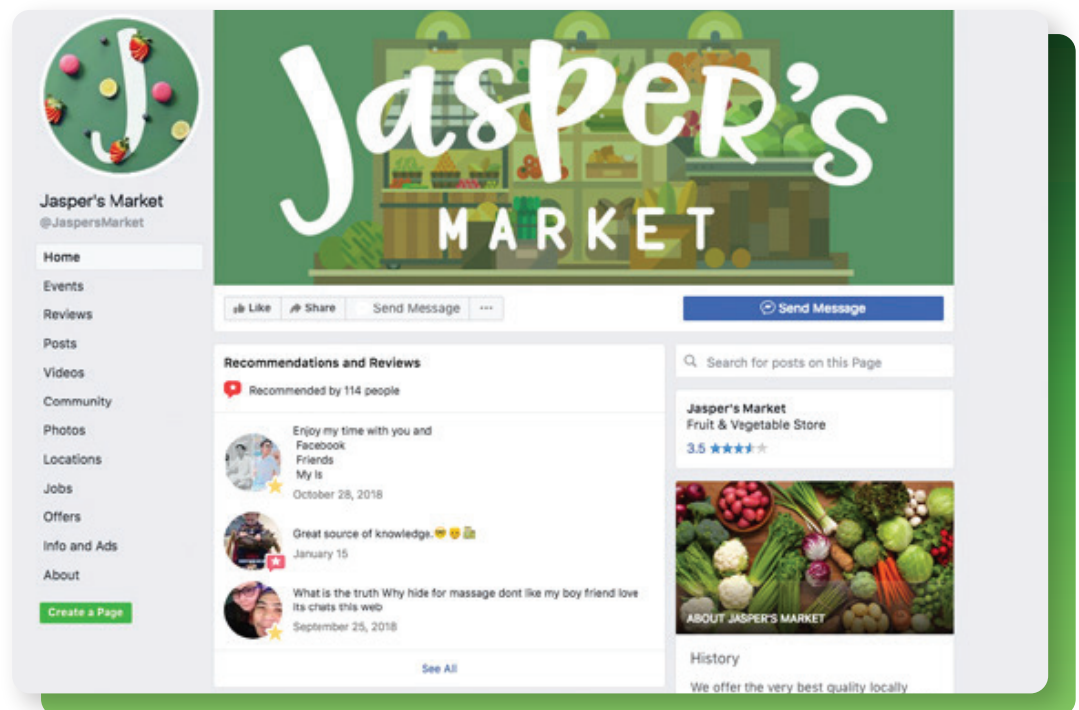 Jasper's
MARKET
Jasper's Market
@JaspersMarket
Home
Events
Reviews
Posts
Videos
Community
Photos
Locations
Jobs
Offers
Info and Ads
About
Create a Page
Like
Share
Send Message
...
Send Message
Recommendations and Reviews
Recommended by 114 people
Enjoy my time with you and
Facebook
Friends
My Is
October 28, 2018
Great source of knowledge.
January 15
What is the truth Why hide for massage dont like my boy friend love
Its chats this web
September 25, 2018
See All
Search for posts on this Page
Jasper's Market
Fruit & Vegetable Store
3.5
ABOUT JASPER'S MARKET
History
We offer the very best quality locally